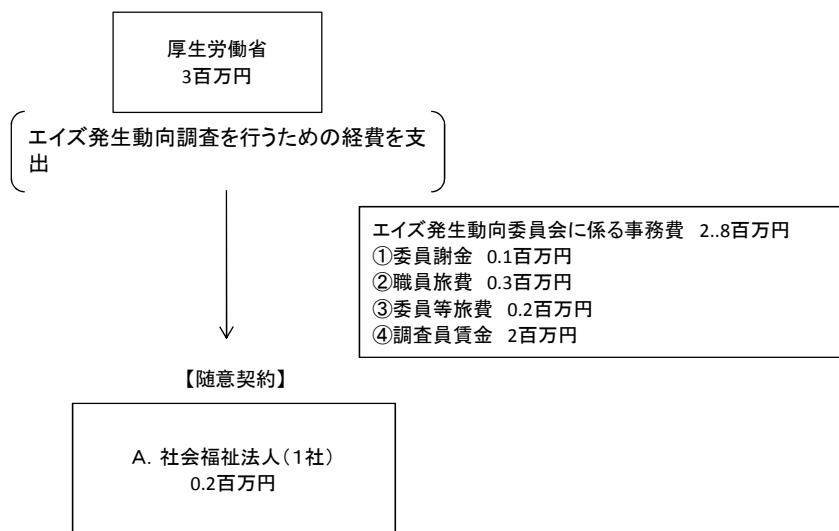 厚生労働省
3百万円
エイズ発生動向調査を行うための経費を支
出
エイズ発生動向委員会に係る事務費 2..8百万円
①委員謝金 0.1百万円
②職員旅費 0.3百万円
③委員等旅費 0.2百万円
④調査員賃金 2百万円
【随意契約】
A. 社会福祉法人(1社)
0.2百万円